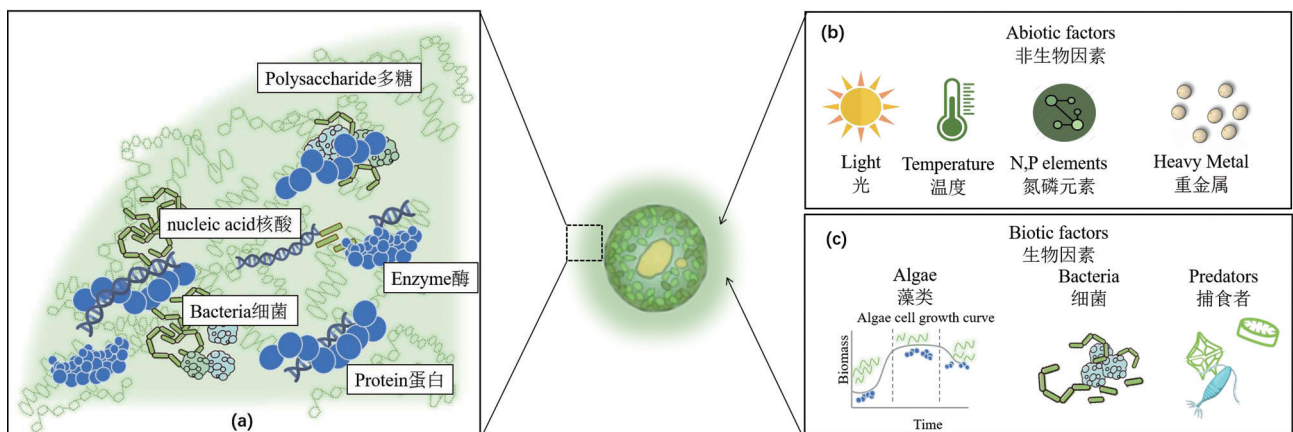 Polysaccharide多糖
nucleic acid核酸
Enzyme酶
Bacteria细菌
Protein蛋白
(a)
(b)
Abiotic factors
非生物因素
Light
光
Temperature
温度
N,P elements
氮磷元素
Heavy Metal
重金属
(c)
Biotic factors
生物因素
Algae
藻类
Algae cell growth curve
Biomass
Time
Bacteria
细菌
Predators
捕食者